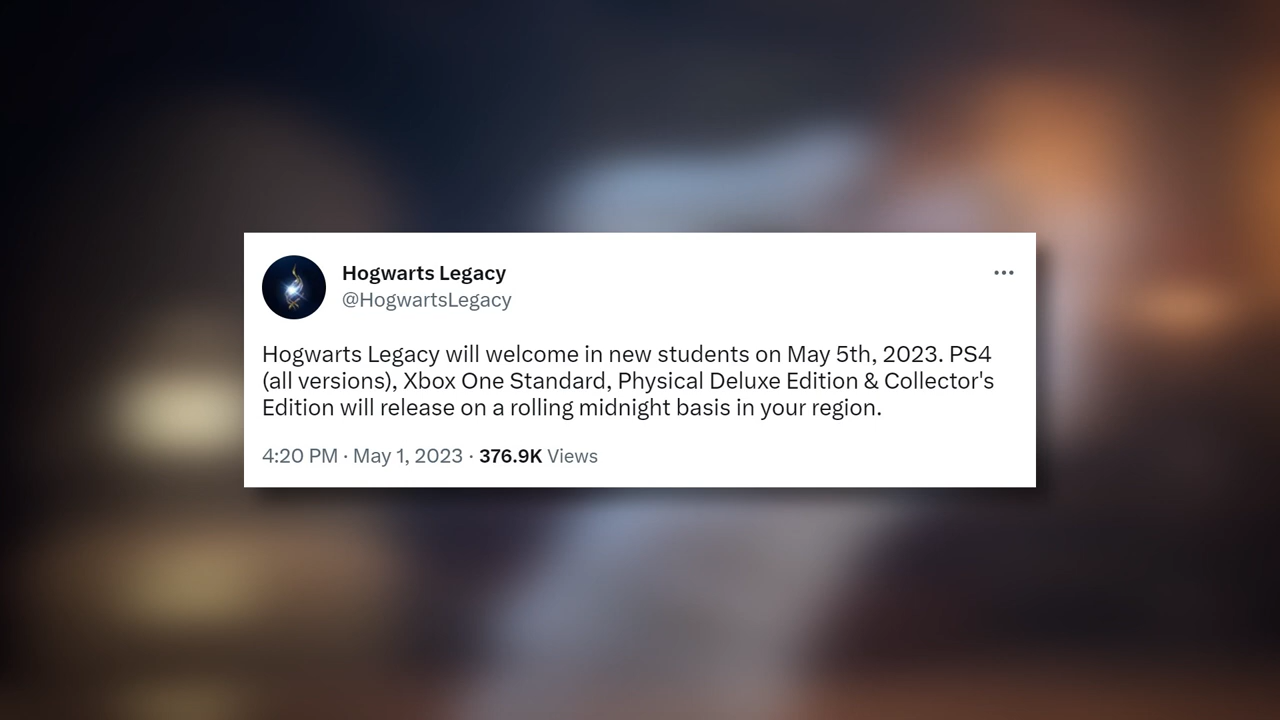 Hogwarts Legacy
@HogwartsLegacy
Hogwarts Legacy will welcome in new students on May 5th, 2023. PS4
(all versions), Xbox One Standard, Physical Deluxe Edition & Collector's
Edition will release on a rolling midnight basis in your region.
4:20 PM · May 1, 2023 · 376.9K Views